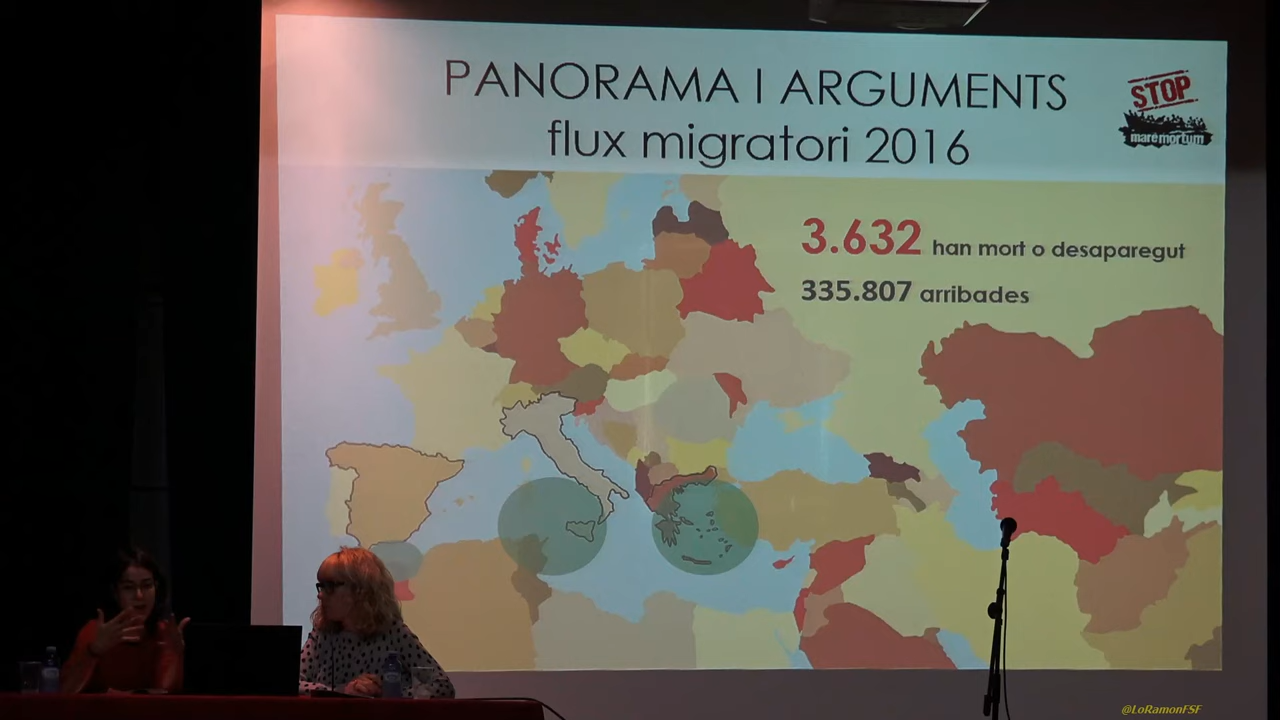 PANORAMA I ARGUMENTS
flux migratori 2016
STOP
mare mortum
3.632 han mort o desaparegut
335.807 arribades
@LoRamonFSF